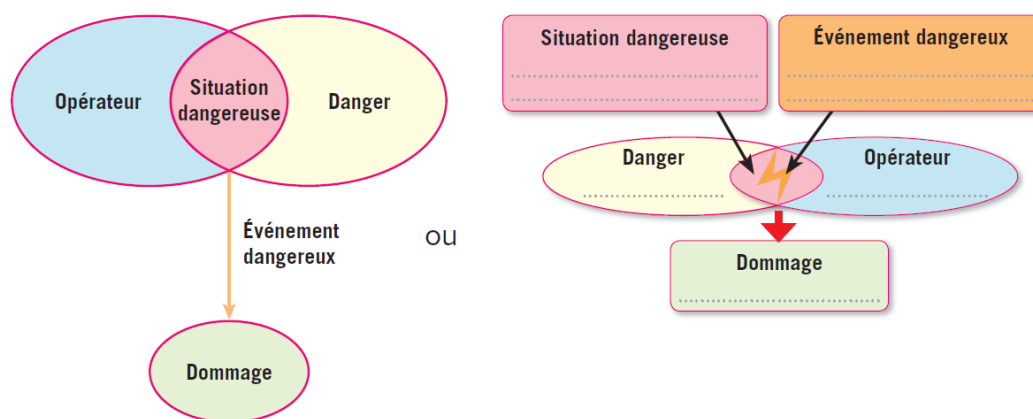 Opérateur
Situation
dangereuse
Danger
Événement
dangereux
Dommage
ou
Situation dangereuse
Événement dangereux
Danger
Opérateur
Dommage